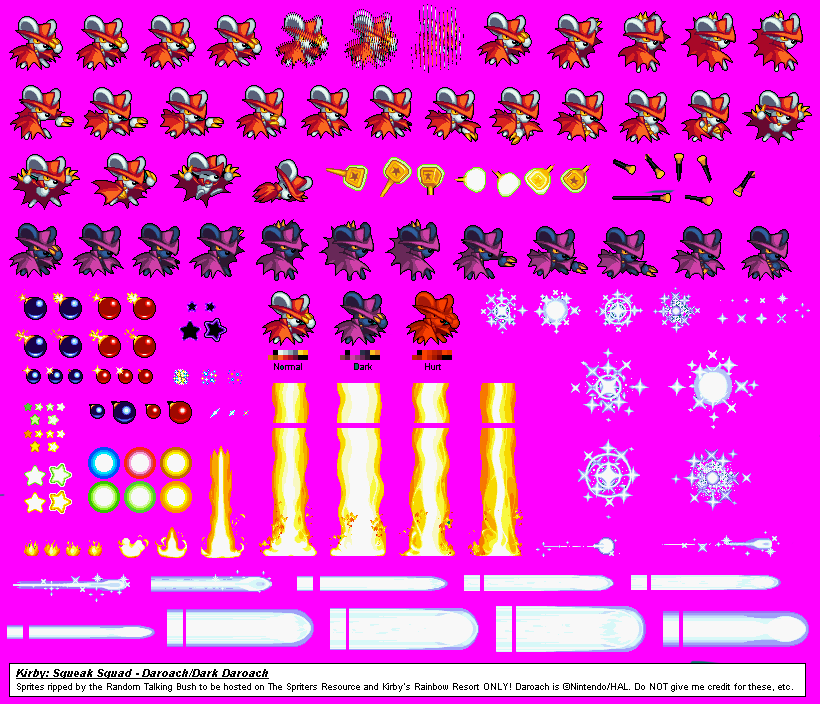 Normal
Dark
Hurt
Kirby: Squeak Squad - Daroach/Dark Daroach
Sprites ripped by the Random Talking Bush to be hosted on The Spriters Resource and Kirby's Rainbow Resort ONLY! Daroach is ©Nintendo/HAL. Do NOT give me credit for these, etc.